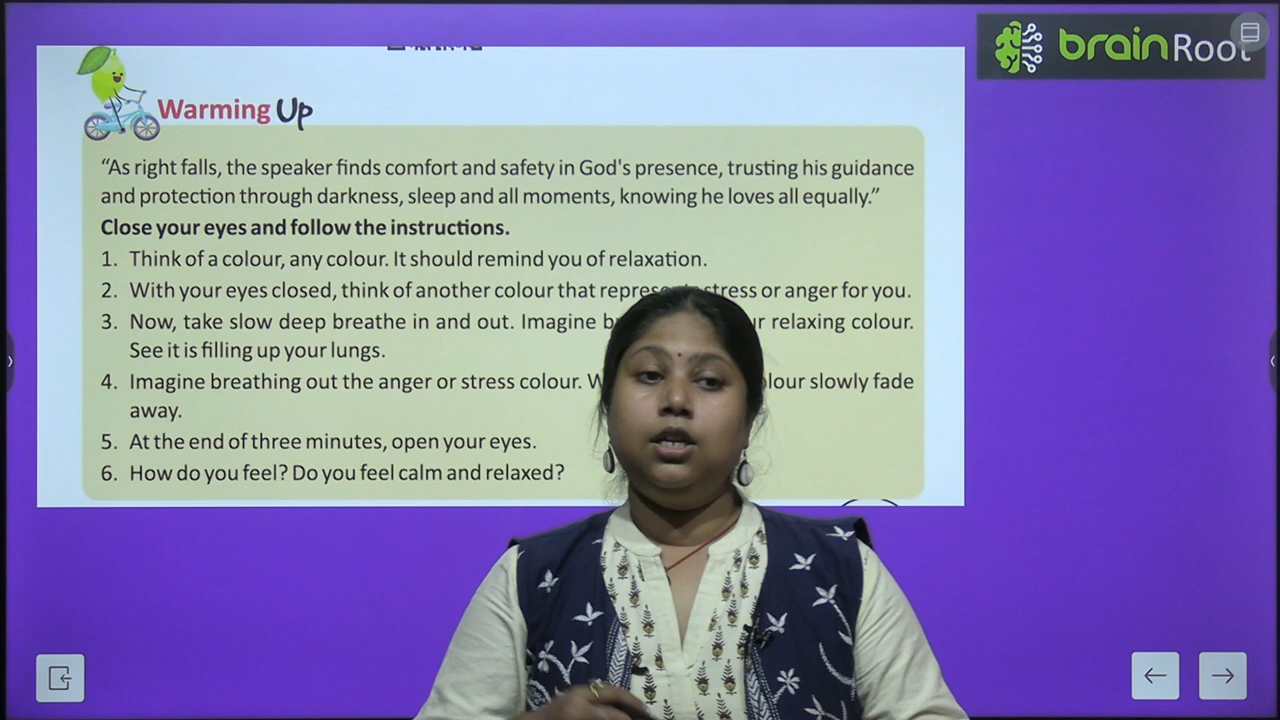 brainRoot
Warming Up
“As right falls, the speaker finds comfort and safety in God's presence, trusting his guidance
and protection through darkness, sleep and all moments, knowing he loves all equally.”
Close your eyes and follow the instructions.
1. Think of a colour, any colour. It should remind you of relaxation.
2. With your eyes closed, think of another colour that stress or anger for you.
3. Now, take slow deep breathe in and out. Imagine relaxing colour.
See it is filling up your lungs.
4. Imagine breathing out the anger or stress colour. slowly fade
away.
5. At the end of three minutes, open your eyes.
6. How do you feel? Do you feel calm and relaxed?